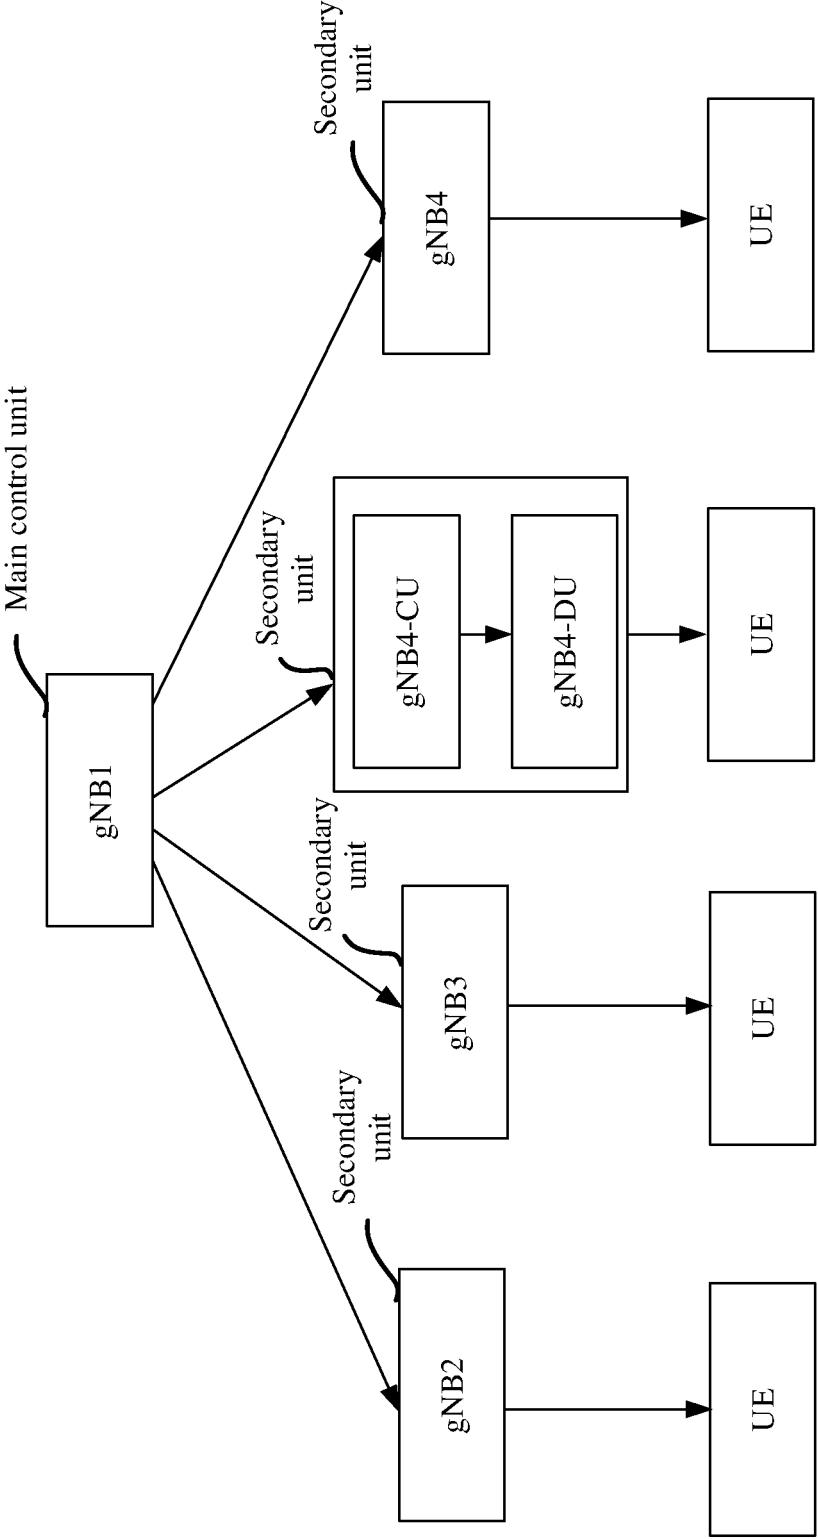 Main control unit
gNB1
Secondary
unit
gNB2
UE
Secondary
unit
gNB3
UE
Secondary
unit
gNB4-CU
gNB4-DU
UE
Secondary
unit
gNB4
UE